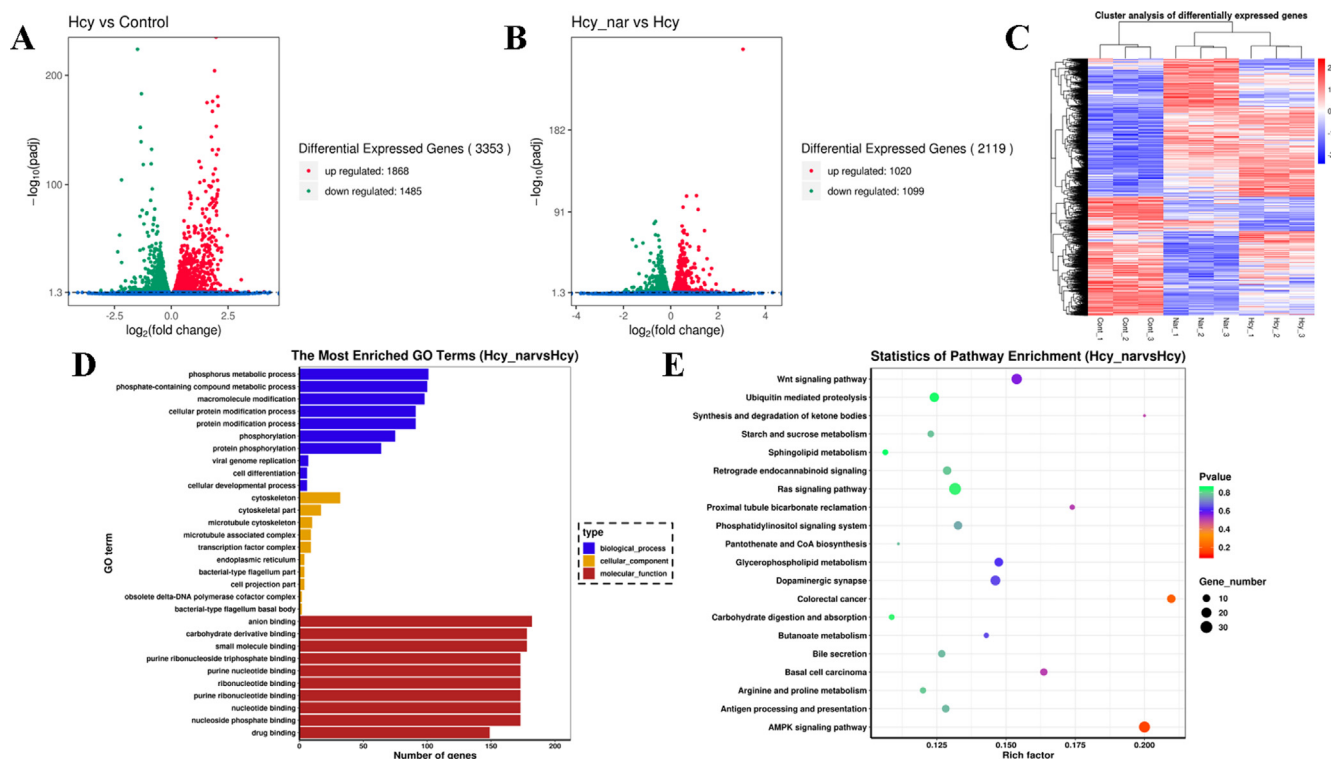 A
Hcy vs Control
200
100
1.3
−log10(padj)
-2.5
0.0
2.5
log2(fold change)
Differential Expressed Genes ( 3353 )
up regulated: 1868
down regulated: 1485
B
Hcy_nar vs Hcy
182
91
1.3
−log10(padj)
-4
-2
0
2
4
log2(fold change)
Differential Expressed Genes ( 2119 )
up regulated: 1020
down regulated: 1099
C
Cluster analysis of differentially expressed genes
2
1
0
-1
-2
Cont_1
Cont_2
Cont_3
Nar_1
Nar_2
Nar_3
Hcy_1
Hcy_2
Hcy_3
D
The Most Enriched GO Terms (Hcy_narvsHcy)
GO term
phosphorus metabolic process
phosphate-containing compound metabolic process
macromolecule modification
cellular protein modification process
protein modification process
phosphorylation
protein phosphorylation
viral genome replication
cell differentiation
cellular developmental process
cytoskeleton
cytoskeletal part
microtubule cytoskeleton
microtubule associated complex
transcription factor complex
endoplasmic reticulum
bacterial-type flagellum part
cell projection part
obsolete delta-DNA polymerase cofactor complex
bacterial-type flagellum basal body
anion binding
carbohydrate derivative binding
small molecule binding
purine ribonucleoside triphosphate binding
purine nucleotide binding
ribonucleotide binding
purine ribonucleotide binding
nucleotide binding
nucleoside phosphate binding
drug binding
0
50
100
150
200
Number of genes
type
biological_process
cellular_component
molecular_function
E
Statistics of Pathway Enrichment (Hcy_narvsHcy)
Wnt signaling pathway
Ubiquitin mediated proteolysis
Synthesis and degradation of ketone bodies
Starch and sucrose metabolism
Sphingolipid metabolism
Retrograde endocannabinoid signaling
Ras signaling pathway
Proximal tubule bicarbonate reclamation
Phosphatidylinositol signaling system
Pantothenate and CoA biosynthesis
Glycerophospholipid metabolism
Dopaminergic synapse
Colorectal cancer
Carbohydrate digestion and absorption
Butanoate metabolism
Bile secretion
Basal cell carcinoma
Arginine and proline metabolism
Antigen processing and presentation
AMPK signaling pathway
0.125
0.150
0.175
0.200
Rich factor
Pvalue
0.8
0.6
0.4
0.2
Gene_number
10
20
30